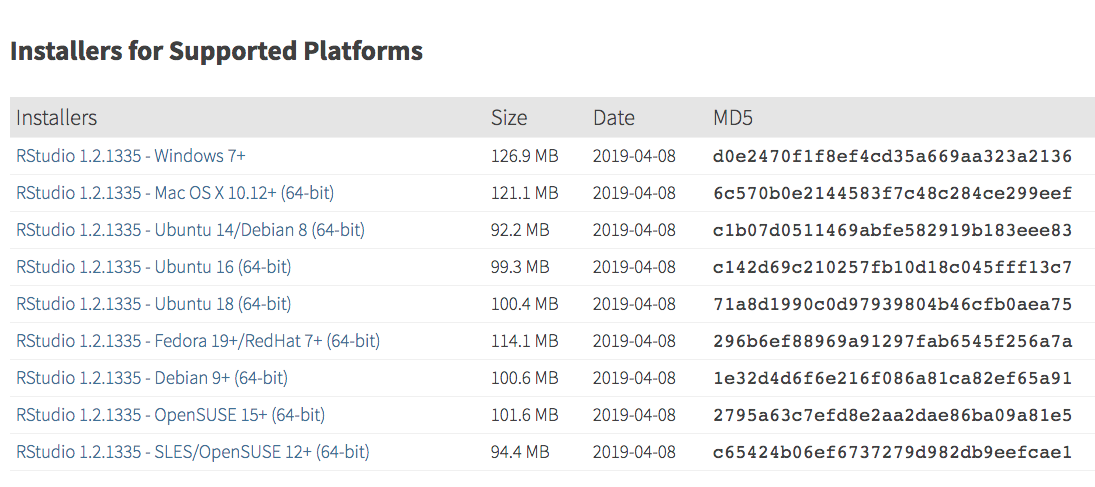 Installers for Supported Platforms
Installers Size Date MD5
RStudio 1.2.1335 - Windows 7+ 126.9 MB 2019-04-08 d0e2470f1f8ef4cd35a669aa323a2136
RStudio 1.2.1335 - Mac OS X 10.12+ (64-bit) 121.1 MB 2019-04-08 6c570b0e2144583f7c48c284ce299eef
RStudio 1.2.1335 - Ubuntu 14/Debian 8 (64-bit) 92.2 MB 2019-04-08 c1b07d0511469abfe582919b183eee83
RStudio 1.2.1335 - Ubuntu 16 (64-bit) 99.3 MB 2019-04-08 c142d69c210257fb10d18c045fff13c7
RStudio 1.2.1335 - Ubuntu 18 (64-bit) 100.4 MB 2019-04-08 71a8d1990c0d97939804b46cfb0aea75
RStudio 1.2.1335 - Fedora 19+/RedHat 7+ (64-bit) 114.1 MB 2019-04-08 296b6ef88969a91297fab6545f256a7a
RStudio 1.2.1335 - Debian 9+ (64-bit) 100.6 MB 2019-04-08 1e32d4d6f6e216f086a81ca82ef65a91
RStudio 1.2.1335 - OpenSUSE 15+ (64-bit) 101.6 MB 2019-04-08 2795a63c7efd8e2aa2dae86ba09a81e5
RStudio 1.2.1335 - SLES/OpenSUSE 12+ (64-bit) 94.4 MB 2019-04-08 c65424b06ef6737279d982db9eefcae1